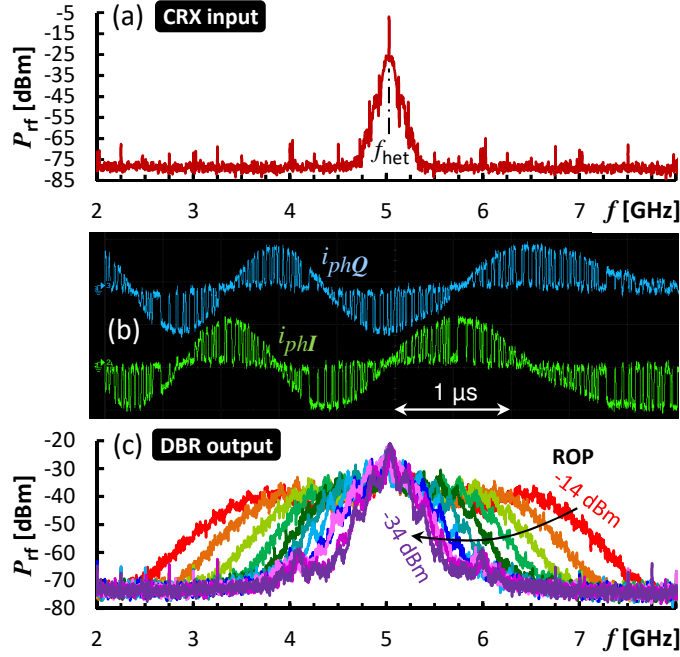 (a) CRX input
P_rf [dBm]
-5
-15
-25
-35
-45
-55
-65
-75
-85
f_het
2 3 4 5 6 7 f [GHz]
(b)
i_phQ
i_phI
1 µs
(c) DBR output
P_rf [dBm]
-20
-30
-40
-50
-60
-70
-80
ROP
-14 dBm
-34 dBm
2 3 4 5 6 7 f [GHz]